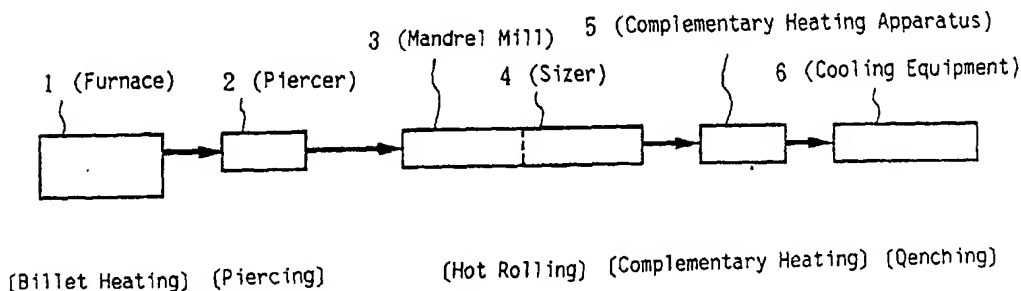 5 (Complementary Heating Apparatus)
3 (Mandrel Mill)
4 (Sizer)
6 (Cooling Equipment)
1 (Furnace)
2 (Piercer)
[Billet Heating] (Piercing] (Hot Rolling) (Complementary Heating) (Qenching)